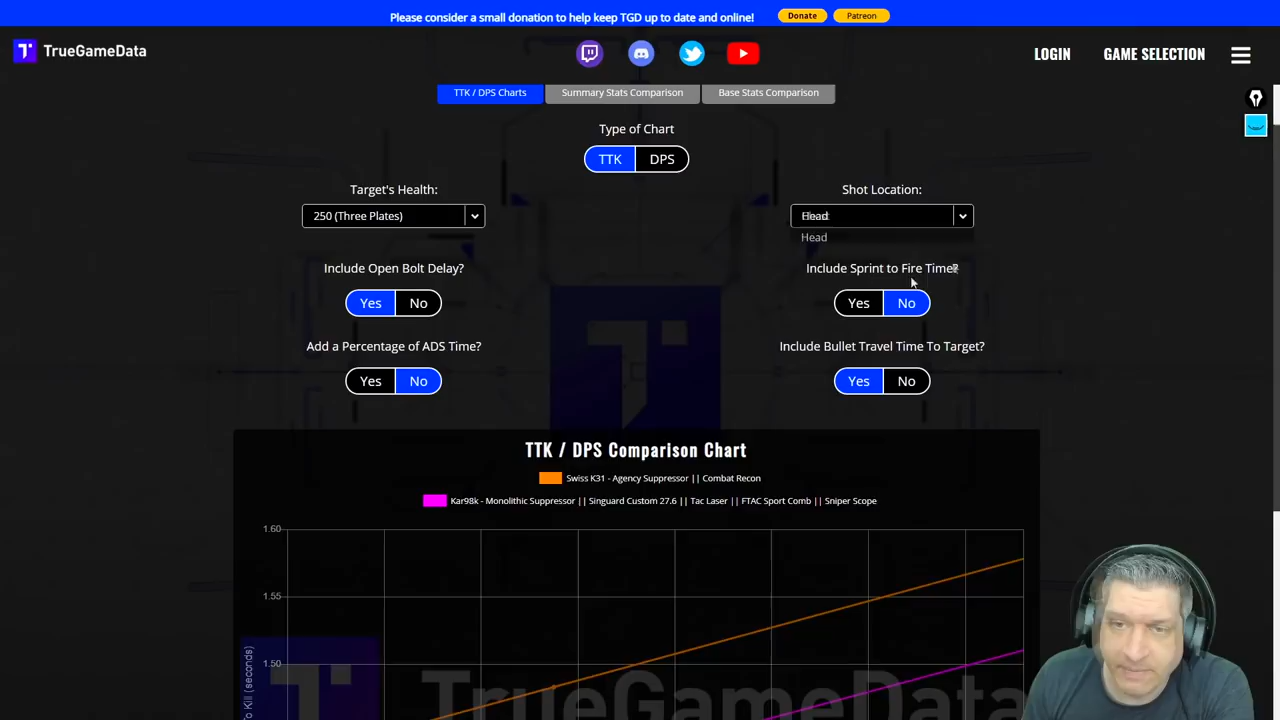 Please consider a small donation to help keep TGD up to date and online!
Donate
Patreon
TrueGameData
LOGIN
GAME SELECTION
TTK / DPS Charts
Summary Stats Comparison
Base Stats Comparison
Type of Chart
TTK
DPS
Target's Health:
Shot Location:
250 (Three Plates)
Head
Head
Include Open Bolt Delay?
Include Sprint to Fire Time?
Yes
No
Yes
No
Add a Percentage of ADS Time?
Include Bullet Travel Time To Target?
Yes
No
Yes
No
TTK / DPS Comparison Chart
Swiss K31 - Agency Suppressor || Combat Recon
Kar98k - Monolithic Suppressor || Singuard Custom 27.6 || Tac Laser || FTAC Sport Comb || Sniper Scope
1.60
1.55
1.50
To Kill (seconds)
TrueGameData